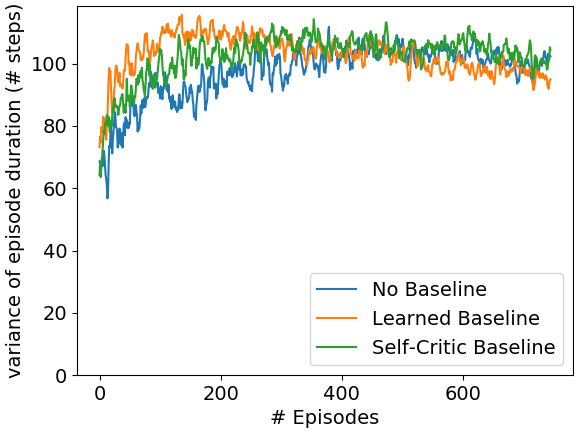 variance of episode duration (# steps)
100
80
60
40
20
0
0 200 400 600
# Episodes
No Baseline
Learned Baseline
Self-Critic Baseline